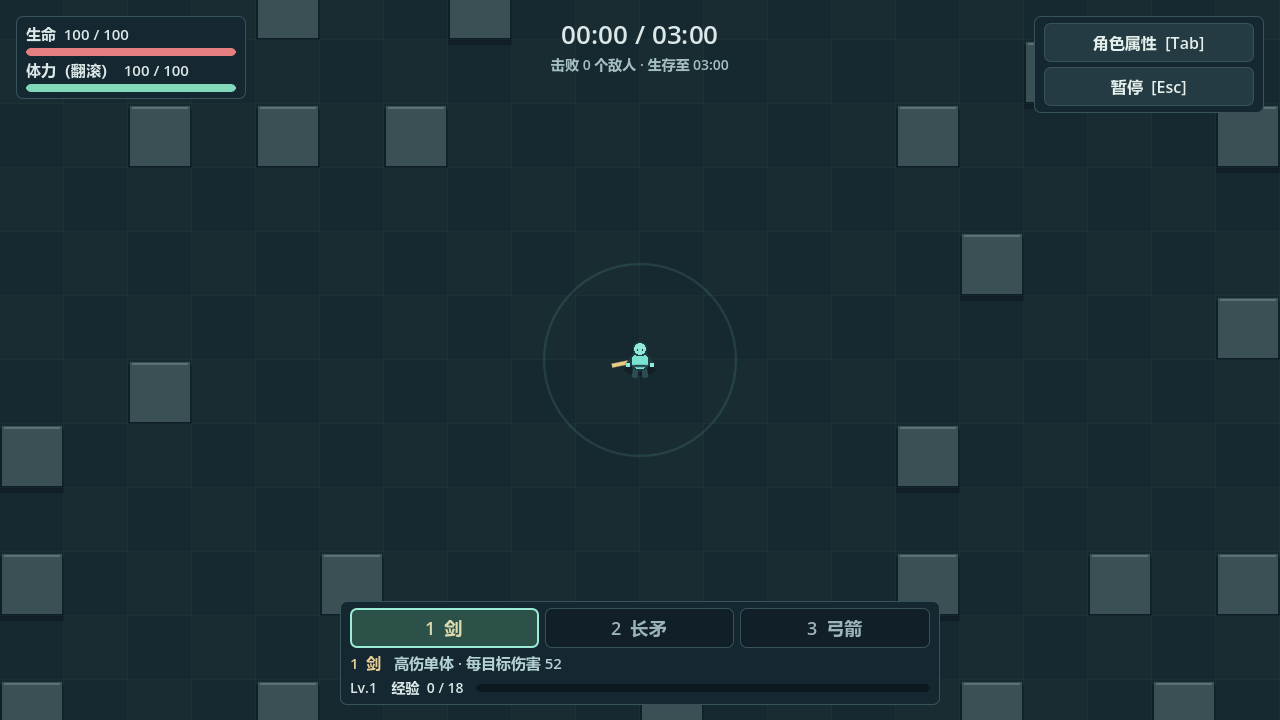 生命 100 / 100
体力 (翻滚) 100 / 100
00:00 / 03:00
击败 0 个敌人 · 生存至 03:00
角色属性 [Tab]
暂停 [Esc]
1 剑
2 长矛
3 弓箭
1 剑 高伤单体 · 每目标伤害 52
Lv.1 经验 0 / 18